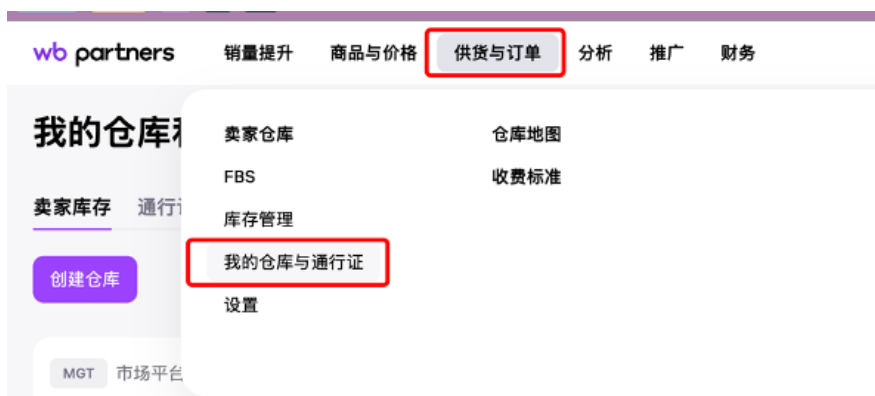 wb partners 销量提升 商品与价格 供货与订单 分析 推广 财务
我的仓库 卖家仓库 仓库地图
FBS 收费标准
卖家库存 通行 库存管理
我的仓库与通行证
创建仓库
设置
MGT 市场平台